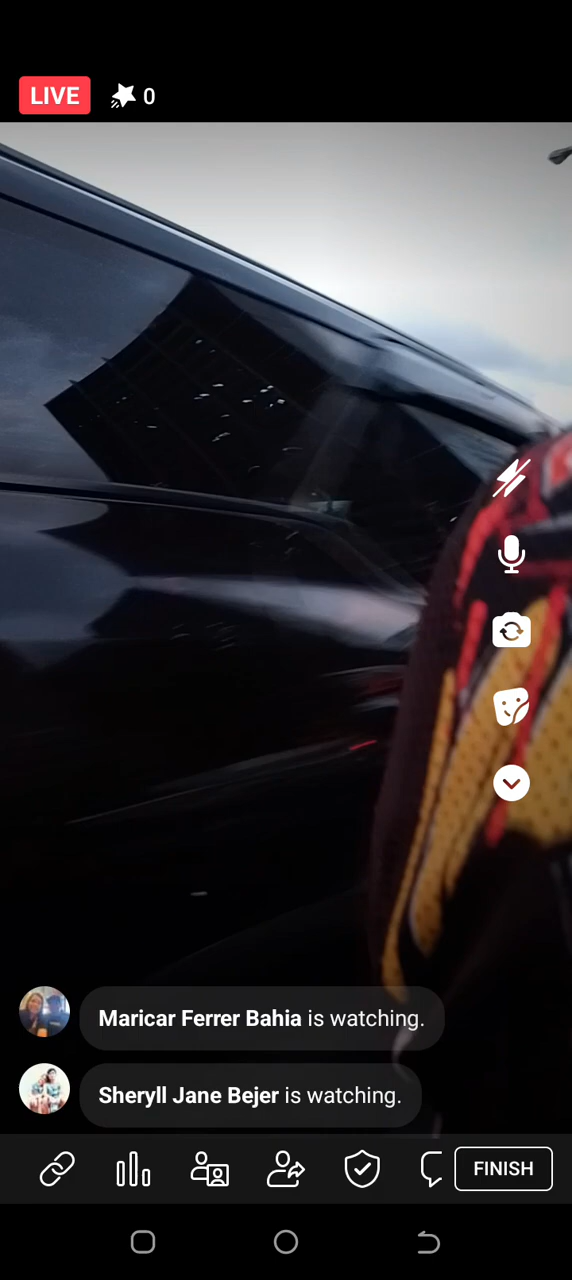 LIVE
0
Maricar Ferrer Bahia is watching.
Sheryll Jane Bejer is watching.
FINISH